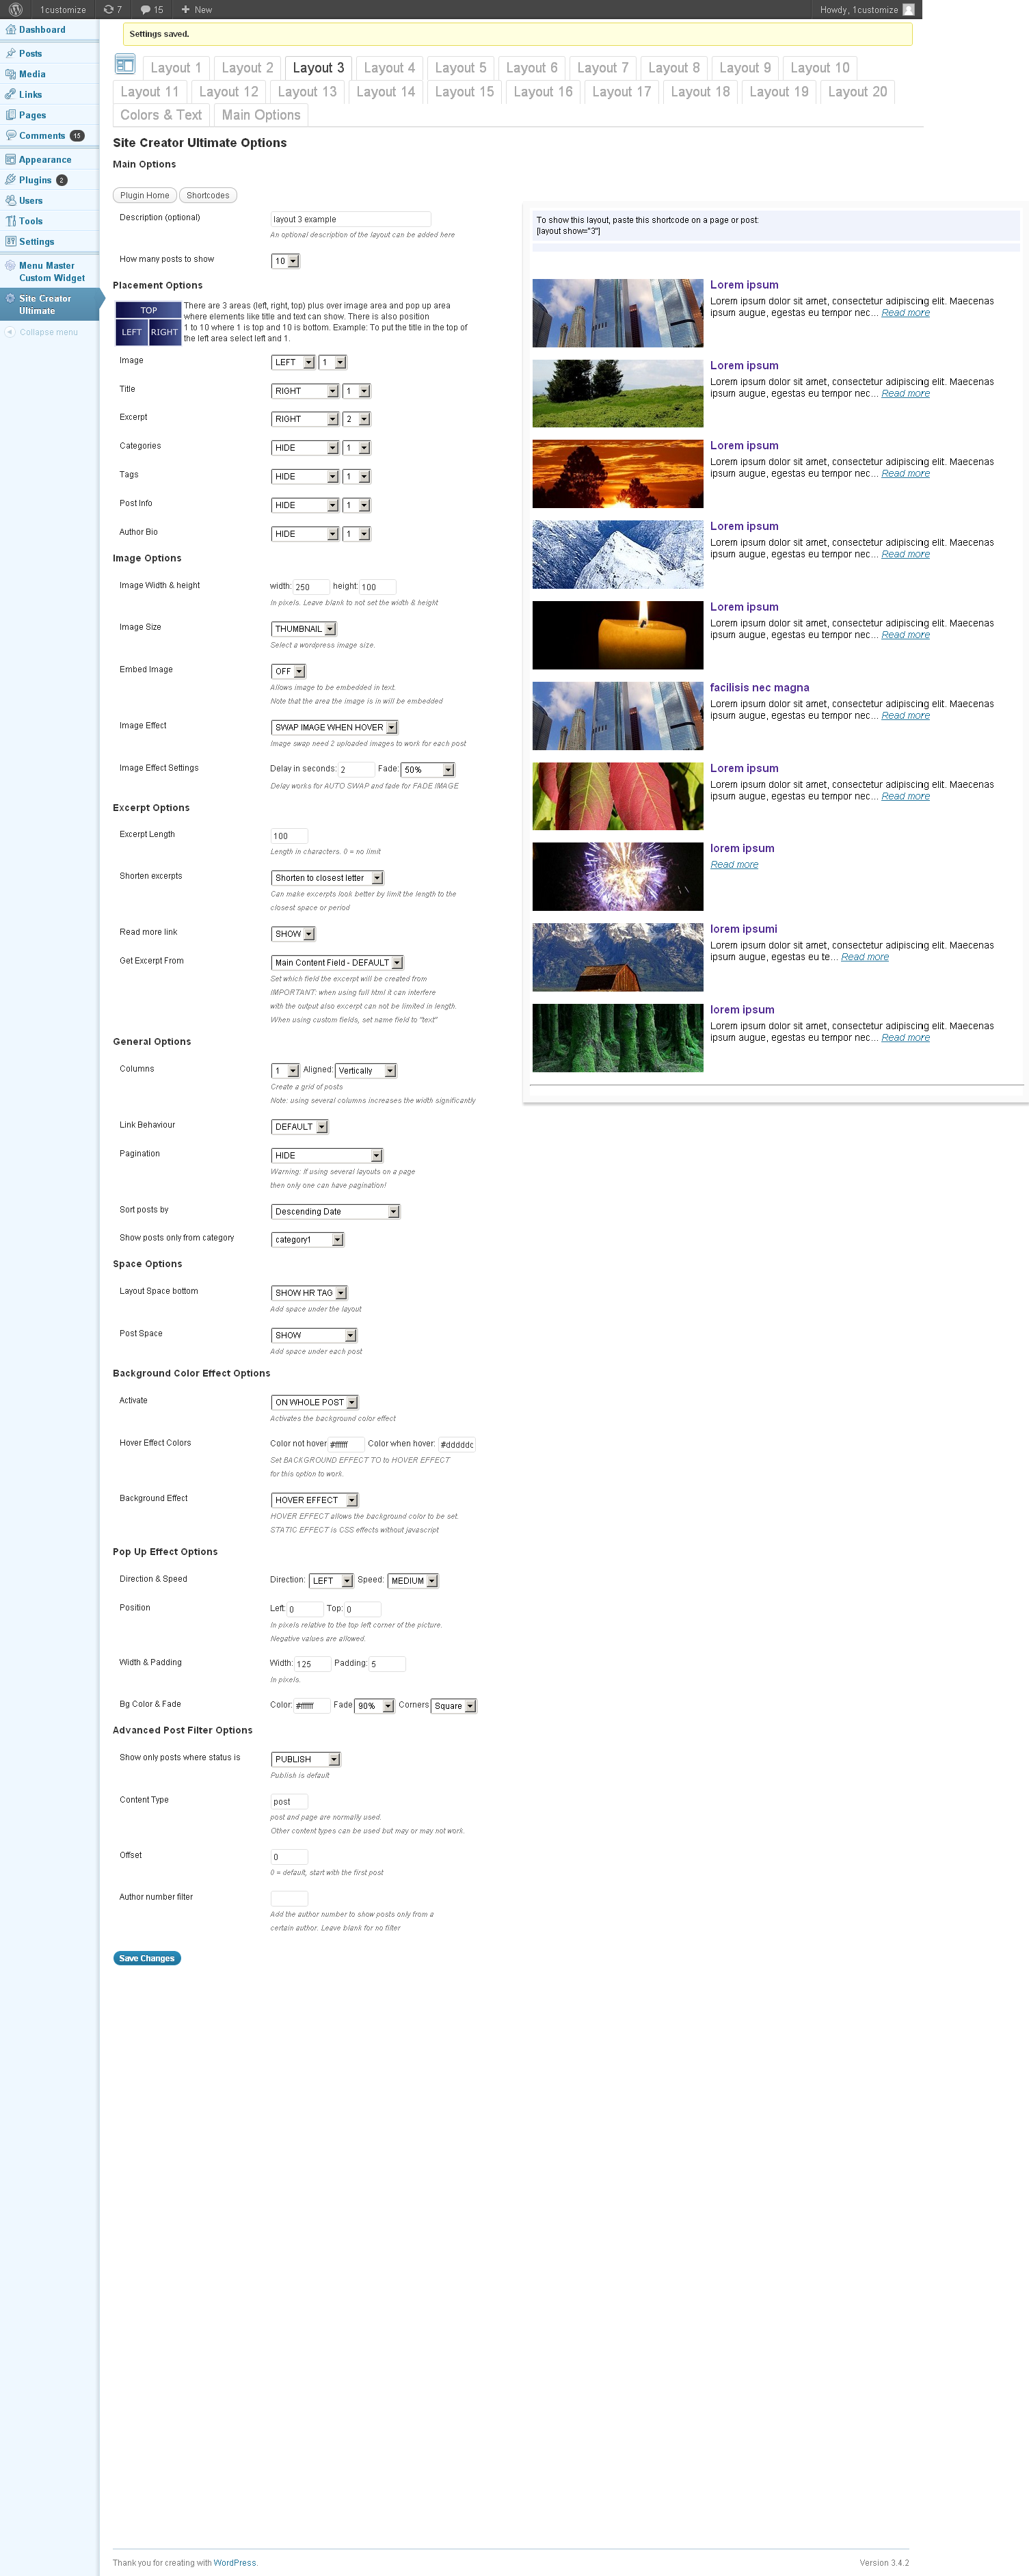 1customize 7 15 New Howdy, 1customize
Dashboard
Posts
Media
Links
Pages
Comments 15
Appearance
Plugins 2
Users
Tools
Settings
Menu Master
Custom Widget
Site Creator
Ultimate
Collapse menu
Settings saved.
Layout 1 Layout 2 Layout 3 Layout 4 Layout 5 Layout 6 Layout 7 Layout 8 Layout 9 Layout 10
Layout 11 Layout 12 Layout 13 Layout 14 Layout 15 Layout 16 Layout 17 Layout 18 Layout 19 Layout 20
Colors & Text Main Options
Site Creator Ultimate Options
Main Options
Plugin Home Shortcodes
Description (optional) layout 3 example
An optional description of the layout can be added here
How many posts to show 10
Placement Options
TOP
LEFT RIGHT
There are 3 areas (left, right, top) plus over image area and pop up area
where elements like title and text can show. There is also position
1 to 10 where 1 is top and 10 is bottom. Example: To put the title in the top of
the left area select left and 1.
Image LEFT 1
Title RIGHT 1
Excerpt RIGHT 2
Categories HIDE 1
Tags HIDE 1
Post Info HIDE 1
Author Bio HIDE 1
Image Options
Image Width & height width: 250 height: 100
In pixels. Leave blank to not set the width & height
Image Size THUMBNAIL
Select a wordpress image size.
Embed Image OFF
Allows image to be embedded in text.
Note that the area the image is in will be embedded
Image Effect SWAP IMAGE WHEN HOVER
Image swap need 2 uploaded images to work for each post
Image Effect Settings Delay in seconds: 2 Fade: 50%
Delay works for AUTO SWAP and fade for FADE IMAGE
Excerpt Options
Excerpt Length 100
Length in characters. 0 = no limit
Shorten excerpts Shorten to closest letter
Can make excerpts look better by limit the length to the
closest space or period
Read more link SHOW
Get Excerpt From Main Content Field - DEFAULT
Set which field the excerpt will be created from
IMPORTANT: when using full html it can interfere
with the output also excerpt can not be limited in length.
When using custom fields, set name field to "text"
General Options
Columns 1 Aligned: Vertically
Create a grid of posts
Note: using several columns increases the width significantly
Link Behaviour DEFAULT
Pagination HIDE
Warning: If using several layouts on a page
then only one can have pagination!
Sort posts by Descending Date
Show posts only from category category1
Space Options
Layout Space bottom SHOW HR TAG
Add space under the layout
Post Space SHOW
Add space under each post
Background Color Effect Options
Activate ON WHOLE POST
Activates the background color effect
Hover Effect Colors Color not hover #ffffff Color when hover: #dddddc
Set BACKGROUND EFFECT TO to HOVER EFFECT
for this option to work.
Background Effect HOVER EFFECT
HOVER EFFECT allows the background color to be set.
STATIC EFFECT is CSS effects without javascript
Pop Up Effect Options
Direction & Speed Direction: LEFT Speed: MEDIUM
Position Left: 0 Top: 0
In pixels relative to the top left corner of the picture.
Negative values are allowed.
Width & Padding Width: 125 Padding: 5
In pixels.
Bg Color & Fade Color: #ffffff Fade 90% Corners Square
Advanced Post Filter Options
Show only posts where status is PUBLISH
Publish is default
Content Type post
post and page are normally used.
Other content types can be used but may or may not work.
Offset 0
0 = default, start with the first post
Author number filter
Add the author number to show posts only from a
certain author. Leave blank for no filter
Save Changes
To show this layout, paste this shortcode on a page or post:
[layout show="3"]
Lorem ipsum
Lorem ipsum dolor sit amet, consectetur adipiscing elit. Maecenas
ipsum augue, egestas eu tempor nec... Read more
Lorem ipsum
Lorem ipsum dolor sit amet, consectetur adipiscing elit. Maecenas
ipsum augue, egestas eu tempor nec... Read more
Lorem ipsum
Lorem ipsum dolor sit amet, consectetur adipiscing elit. Maecenas
ipsum augue, egestas eu tempor nec... Read more
Lorem ipsum
Lorem ipsum dolor sit amet, consectetur adipiscing elit. Maecenas
ipsum augue, egestas eu tempor nec... Read more
Lorem ipsum
Lorem ipsum dolor sit amet, consectetur adipiscing elit. Maecenas
ipsum augue, egestas eu tempor nec... Read more
facilisis nec magna
Lorem ipsum dolor sit amet, consectetur adipiscing elit. Maecenas
ipsum augue, egestas eu tempor nec... Read more
Lorem ipsum
Lorem ipsum dolor sit amet, consectetur adipiscing elit. Maecenas
ipsum augue, egestas eu tempor nec... Read more
lorem ipsum
Read more
lorem ipsumi
Lorem ipsum dolor sit amet, consectetur adipiscing elit. Maecenas
ipsum augue, egestas eu te... Read more
lorem ipsum
Lorem ipsum dolor sit amet, consectetur adipiscing elit. Maecenas
ipsum augue, egestas eu tempor nec... Read more
Thank you for creating with WordPress. Version 3.4.2